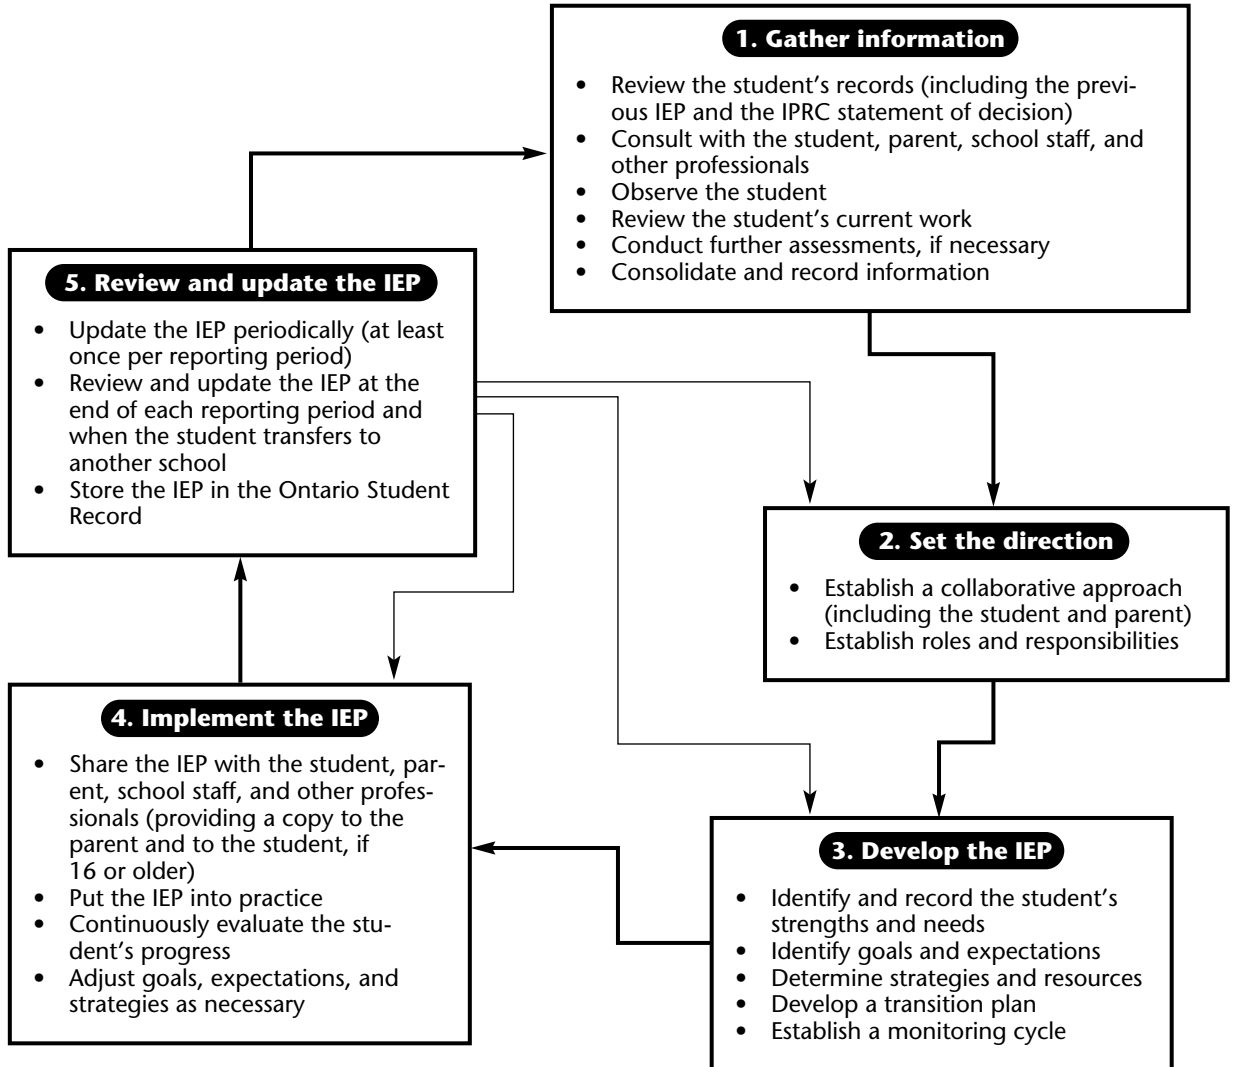 1. Gather information
• Review the student’s records (including the previ-
ous IEP and the IPRC statement of decision)
• Consult with the student, parent, school staff, and
other professionals
• Observe the student
• Review the student’s current work
• Conduct further assessments, if necessary
• Consolidate and record information
2. Set the direction
• Establish a collaborative approach
(including the student and parent)
• Establish roles and responsibilities
3. Develop the IEP
• Identify and record the student’s
strengths and needs
• Identify goals and expectations
• Determine strategies and resources
• Develop a transition plan
• Establish a monitoring cycle
4. Implement the IEP
• Share the IEP with the student, par-
ent, school staff, and other profes-
sionals (providing a copy to the
parent and to the student, if
16 or older)
• Put the IEP into practice
• Continuously evaluate the stu-
dent’s progress
• Adjust goals, expectations, and
strategies as necessary
5. Review and update the IEP
• Update the IEP periodically (at least
once per reporting period)
• Review and update the IEP at the
end of each reporting period and
when the student transfers to
another school
• Store the IEP in the Ontario Student
Record